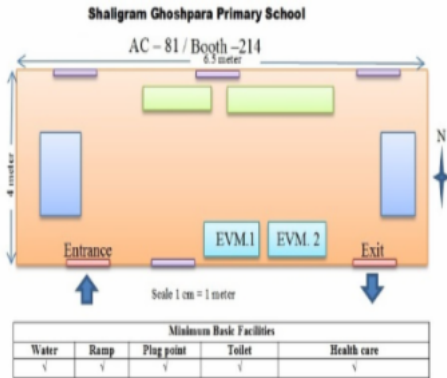 Shaligram Ghoshpara Primary School
AC – 81 / Booth –214
6.5 meter
4 meter
N
EVM.1 EVM. 2
Entrance Exit
Scale 1 cm = 1 meter
Minimum Basic Facilities
Water Ramp Plug point Toilet Health care
√ √ √ √ √